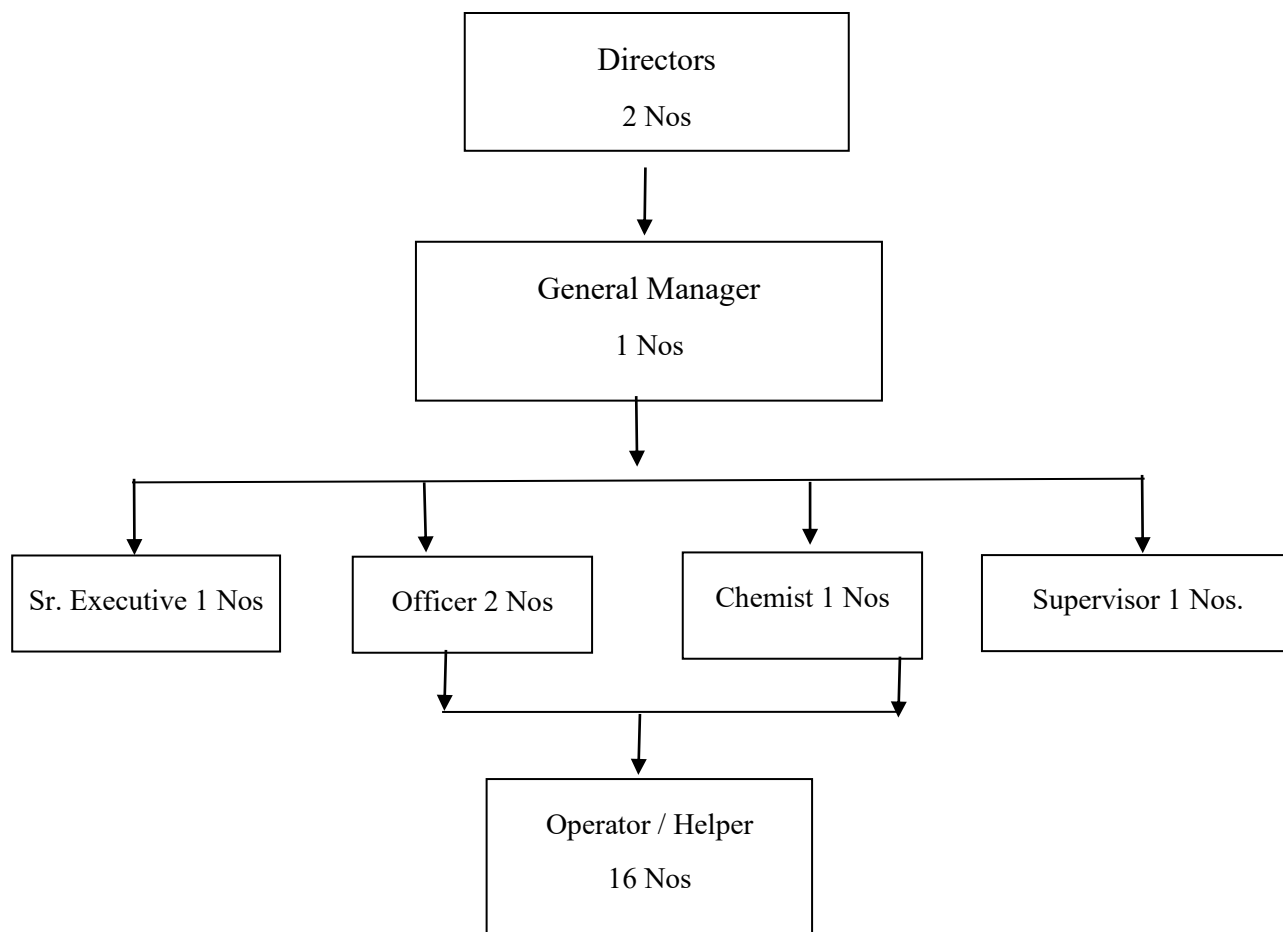 Directors
2 Nos
General Manager
1 Nos
Sr. Executive 1 Nos
Officer 2 Nos
Chemist 1 Nos
Supervisor 1 Nos.
Operator / Helper
16 Nos